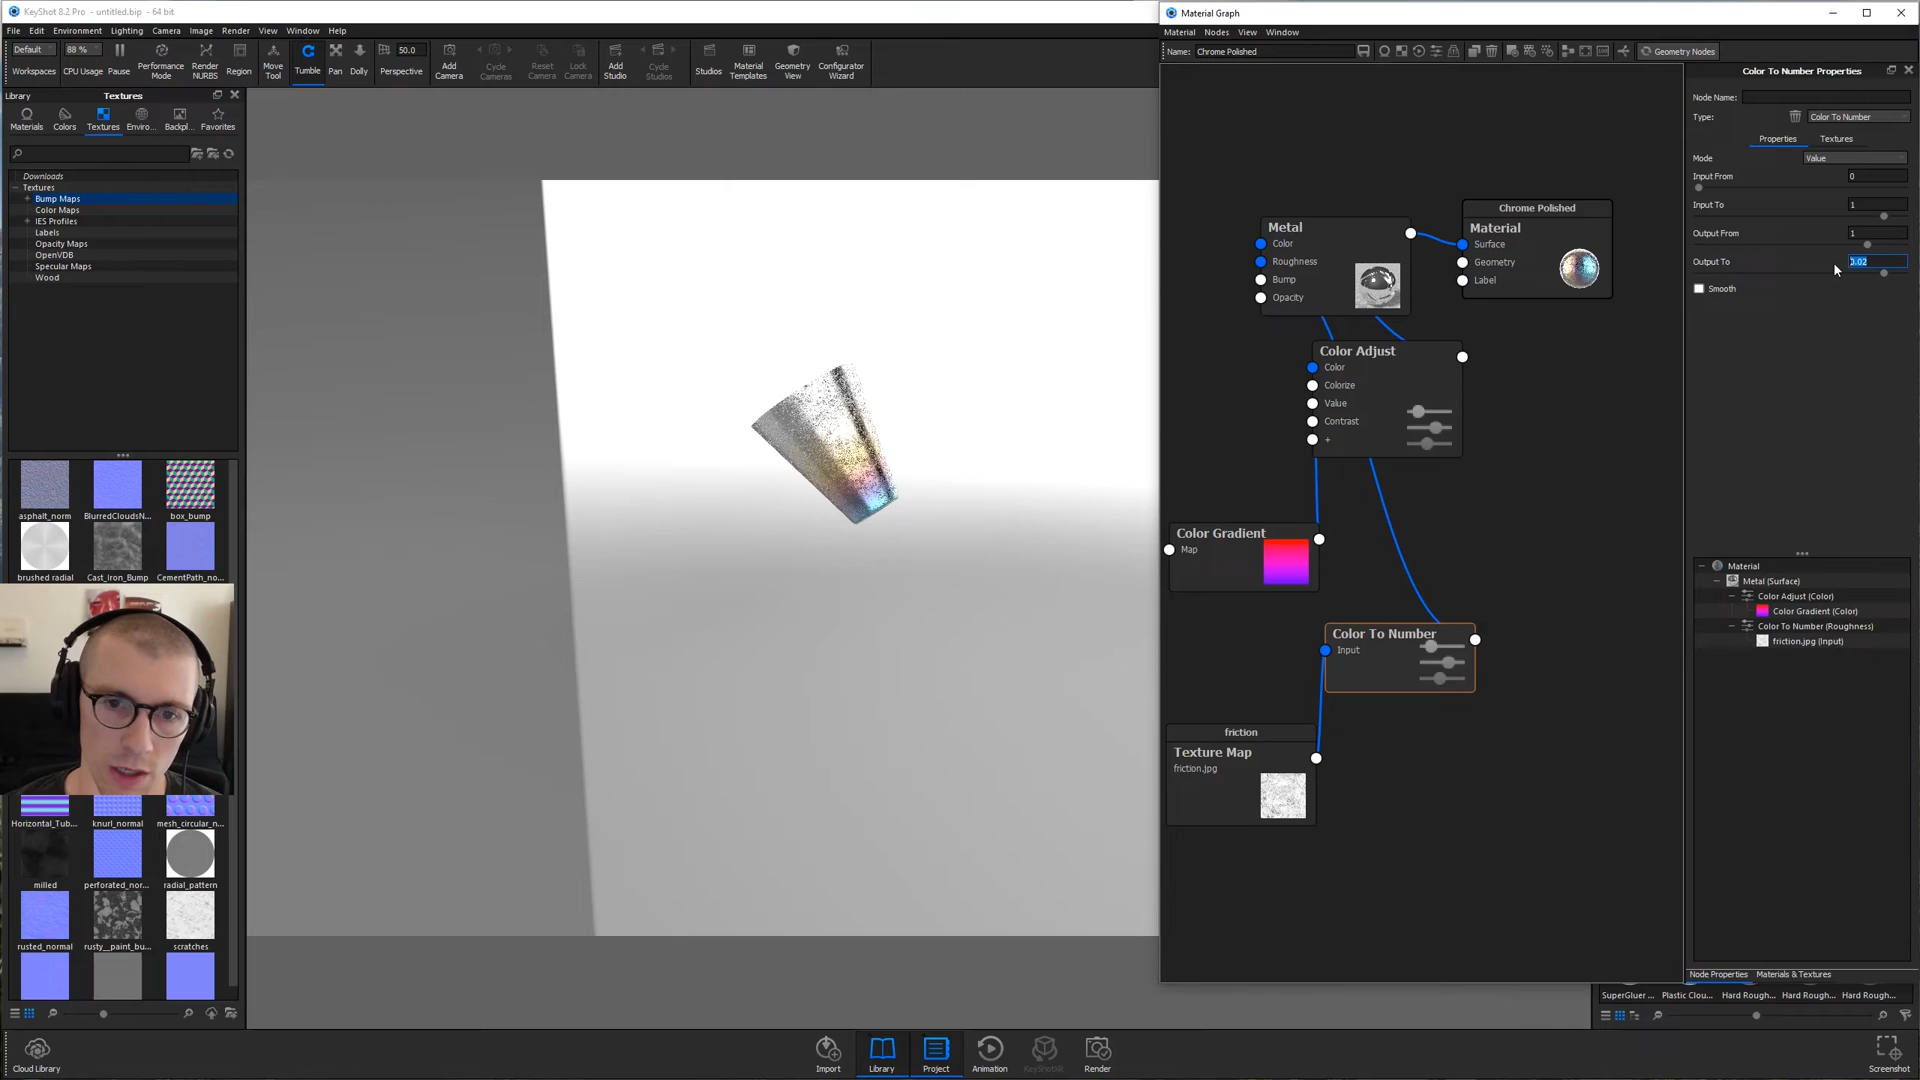 KeyShot 8.2 Pro - untitled.bip - 64 bit
File Edit Environment Lighting Camera Image Render View Window Help
Default 88 % 50.0
Workspaces CPU Usage Pause Performance Mode Render NURBS Region Move Tool Tumble Pan Dolly Perspective Add Camera Cycle Cameras Reset Camera Lock Camera Add Studio Cycle Studios Studios Material Templates Geometry View Configurator Wizard
Library Textures
Materials Colors Textures Enviro... Backpl... Favorites
Downloads
Textures
Bump Maps
Color Maps
IES Profiles
Labels
Opacity Maps
OpenVDB
Specular Maps
Wood
asphalt_norm BlurredCloudsN... box_bump
brushed radial Cast_Iron_Bump CementPath_no...
Horizontal_Tub... knurl_normal mesh_circular_n...
milled perforated_nor... radial_pattern
rusted_normal rusty__paint_bu... scratches
Cloud Library
Import Library Project Animation KeyShotXR Render
Screenshot
Material Graph
Material Nodes View Window
Name: Chrome Polished Geometry Nodes
Chrome Polished
Material
Surface
Geometry
Label
Metal
Color
Roughness
Bump
Opacity
Color Adjust
Color
Colorize
Value
Contrast
+
Color Gradient
Map
Color To Number
Input
friction
Texture Map
friction.jpg
Color To Number Properties
Node Name:
Type: Color To Number
Properties Textures
Mode Value
Input From 0
Input To 1
Output From 1
Output To 0.02
Smooth
Material
Metal (Surface)
Color Adjust (Color)
Color Gradient (Color)
Color To Number (Roughness)
friction.jpg (Input)
Node Properties Materials & Textures
SuperGluer ... Plastic Clou... Hard Rough... Hard Rough... Hard Rough...